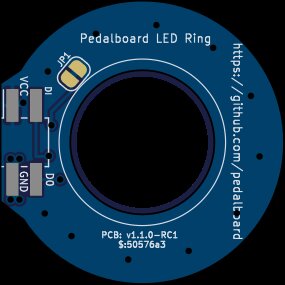 Pedalboard LED Ring
JP1
https://github.com/pedalboard
VCC
DI
GND
DO
PCB: v1.1.0-RC1
$:50576a3